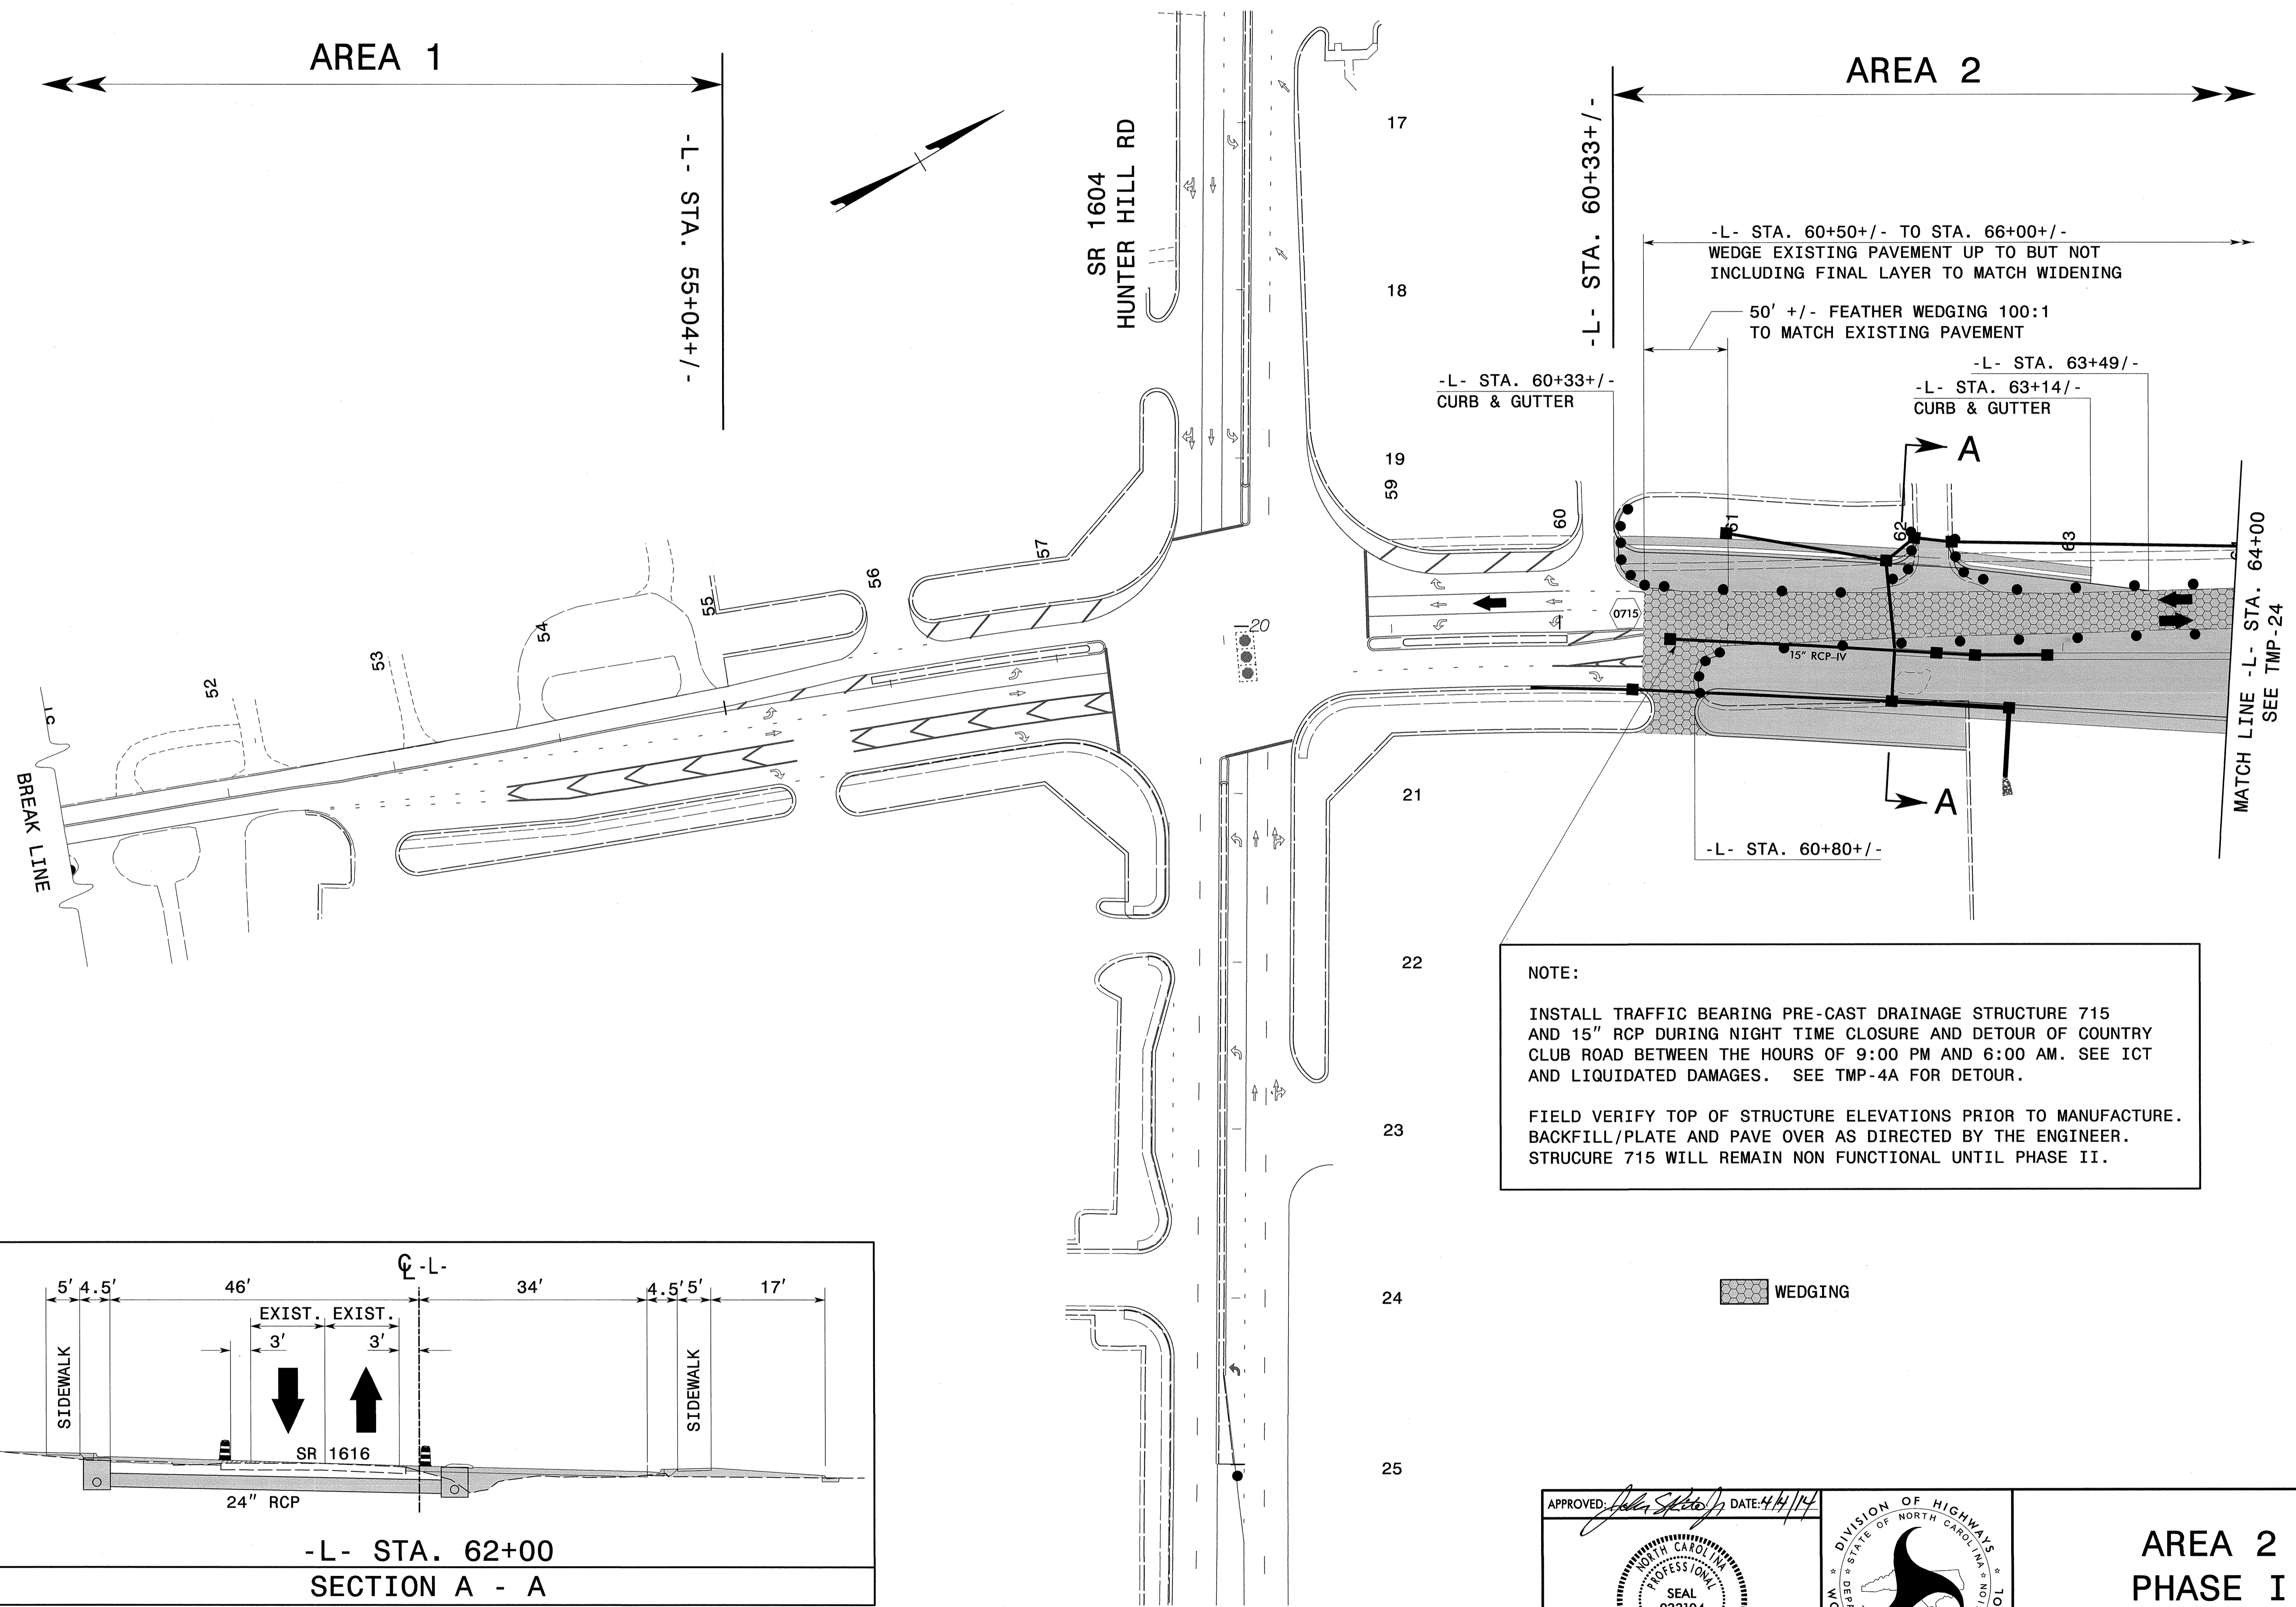 AREA 1
AREA 2
-L- STA. 55+04+/-
SR 1604
HUNTER HILL RD
-L- STA. 60+33+/-
-L- STA. 60+50+/- TO STA. 66+00+/-
WEDGE EXISTING PAVEMENT UP TO BUT NOT
INCLUDING FINAL LAYER TO MATCH WIDENING
50' +/- FEATHER WEDGING 100:1
TO MATCH EXISTING PAVEMENT
-L- STA. 63+49/-
-L- STA. 60+33+/-
CURB & GUTTER
-L- STA. 63+14/-
CURB & GUTTER
A
17
18
19
20
21
22
23
24
25
52
53
54
55
56
57
59
60
61
62
63
0715
15" RCP-IV
A
-L- STA. 60+80+/-
MATCH LINE -L- STA. 64+00
SEE TMP-24
BREAK LINE
NOTE:
INSTALL TRAFFIC BEARING PRE-CAST DRAINAGE STRUCTURE 715
AND 15" RCP DURING NIGHT TIME CLOSURE AND DETOUR OF COUNTRY
CLUB ROAD BETWEEN THE HOURS OF 9:00 PM AND 6:00 AM. SEE ICT
AND LIQUIDATED DAMAGES. SEE TMP-4A FOR DETOUR.
FIELD VERIFY TOP OF STRUCTURE ELEVATIONS PRIOR TO MANUFACTURE.
BACKFILL/PLATE AND PAVE OVER AS DIRECTED BY THE ENGINEER.
STRUCURE 715 WILL REMAIN NON FUNCTIONAL UNTIL PHASE II.
WEDGING
℄ -L-
5' 4.5' 46' 34' 4.5' 5' 17'
EXIST. EXIST.
3' 3'
SIDEWALK
SIDEWALK
SR 1616
24" RCP
-L- STA. 62+00
SECTION A - A
APPROVED: DATE: 4/4/14
NORTH CAROLINA
PROFESSIONAL
SEAL
DIVISION OF HIGHWAYS
STATE OF NORTH CAROLINA
AREA 2
PHASE I